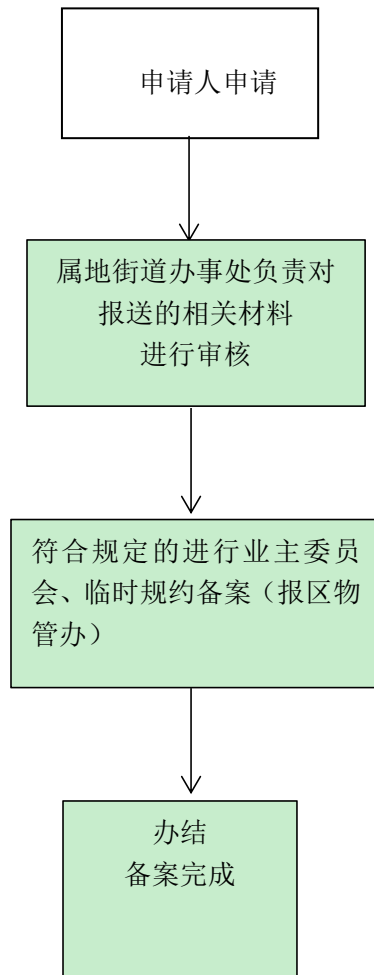 申请人申请
属地街道办事处负责对
报送的相关材料
进行审核
符合规定的进行业主委员
会、临时规约备案（报区物
管办）
办结
备案完成